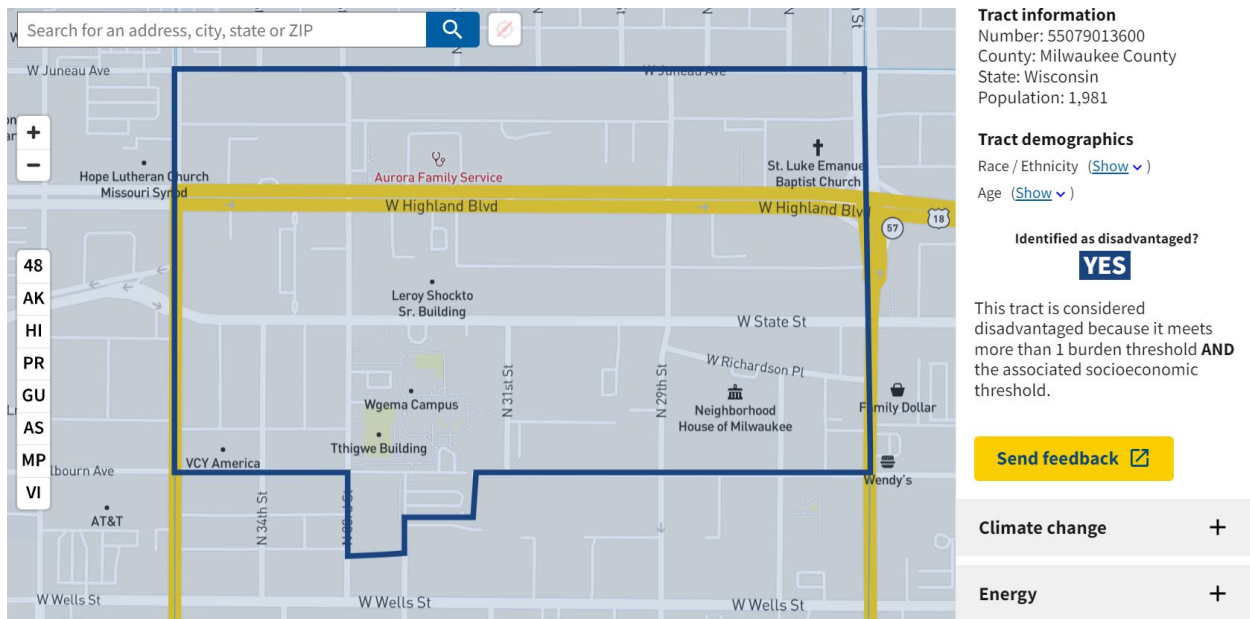 Search for an address, city, state or ZIP
W Juneau Ave
W Juneau Ave
St
Hope Lutheran Church
Missouri Synod
Aurora Family Service
St. Luke Emanue
Baptist Church
W Highland Blvd
W Highland Blvd
57
18
+
−
48
AK
HI
PR
GU
AS
MP
VI
Leroy Shockto
Sr. Building
W State St
W Richardson Pl
N 31st St
N 29th St
Wgema Campus
Neighborhood
House of Milwaukee
Family Dollar
Tthigwe Building
VCY America
lbourn Ave
Wendy's
AT&T
N 34th St
N 33rd St
W Wells St
W Wells St
W Wells St
Tract information
Number: 55079013600
County: Milwaukee County
State: Wisconsin
Population: 1,981
Tract demographics
Race / Ethnicity (Show)
Age (Show)
Identified as disadvantaged?
YES
This tract is considered
disadvantaged because it meets
more than 1 burden threshold AND
the associated socioeconomic
threshold.
Send feedback
Climate change +
Energy +